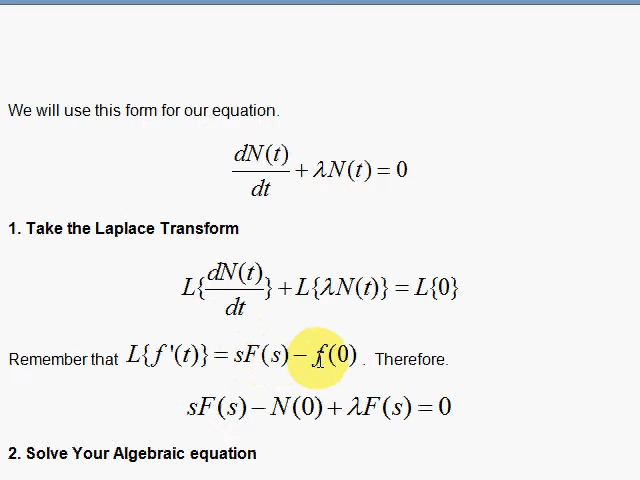 We will use this form for our equation.
dN(t)/dt + λN(t) = 0
1. Take the Laplace Transform
L{dN(t)/dt} + L{λN(t)} = L{0}
Remember that L{f'(t)} = sF(s) − f(0) . Therefore.
sF(s) − N(0) + λF(s) = 0
2. Solve Your Algebraic equation